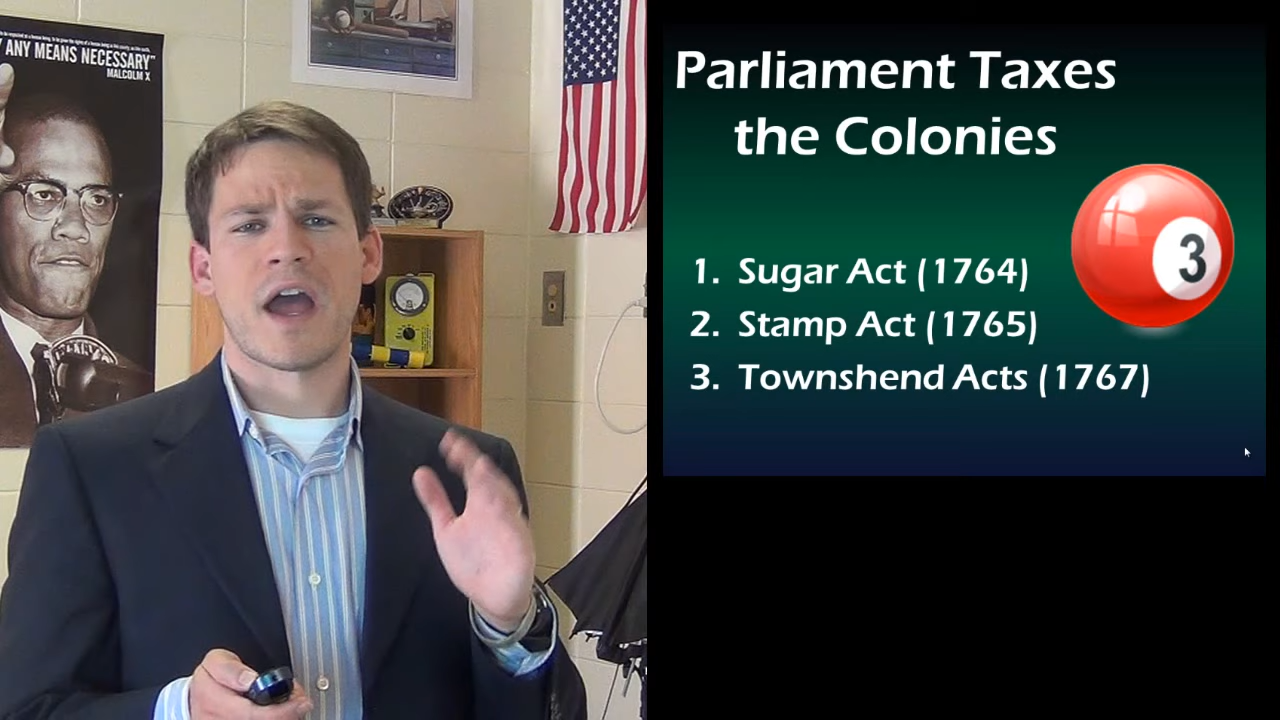 ANY MEANS NECESSARY"
MALCOLM X
Parliament Taxes
the Colonies
3
1. Sugar Act (1764)
2. Stamp Act (1765)
3. Townshend Acts (1767)